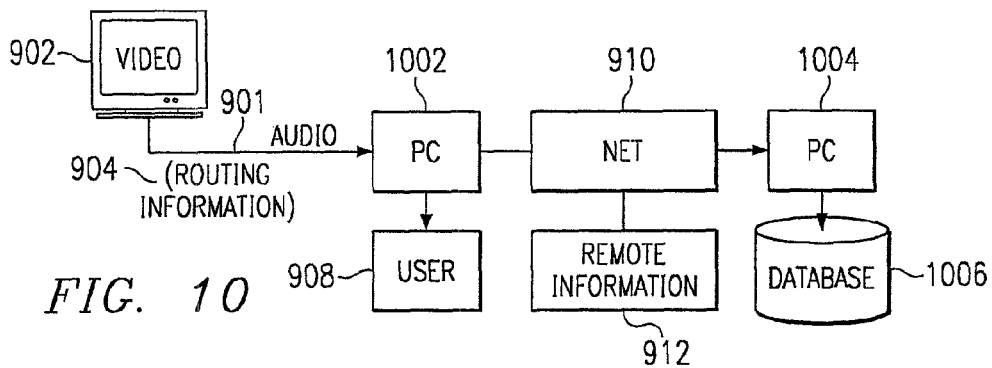 902
VIDEO
901
AUDIO
904
(ROUTING
INFORMATION)
1002
PC
910
NET
1004
PC
908
USER
REMOTE
INFORMATION
912
DATABASE
1006
FIG. 10